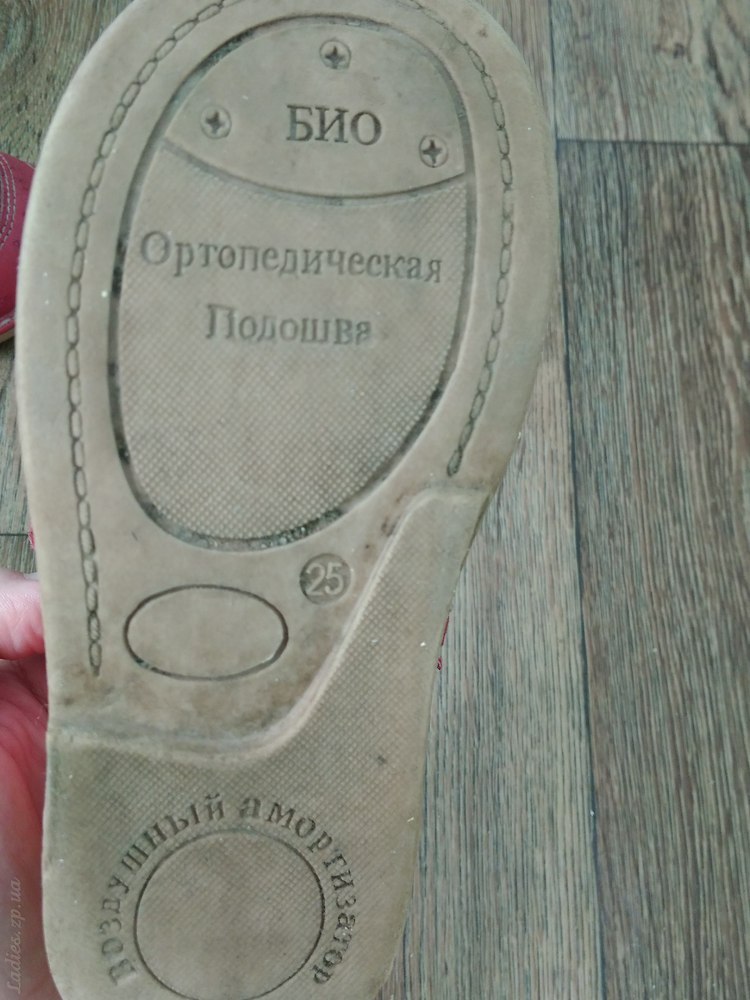 БИО
Ортопедическая
Подошва
25
Воздушный амортизатор
Ladies.zp.ua